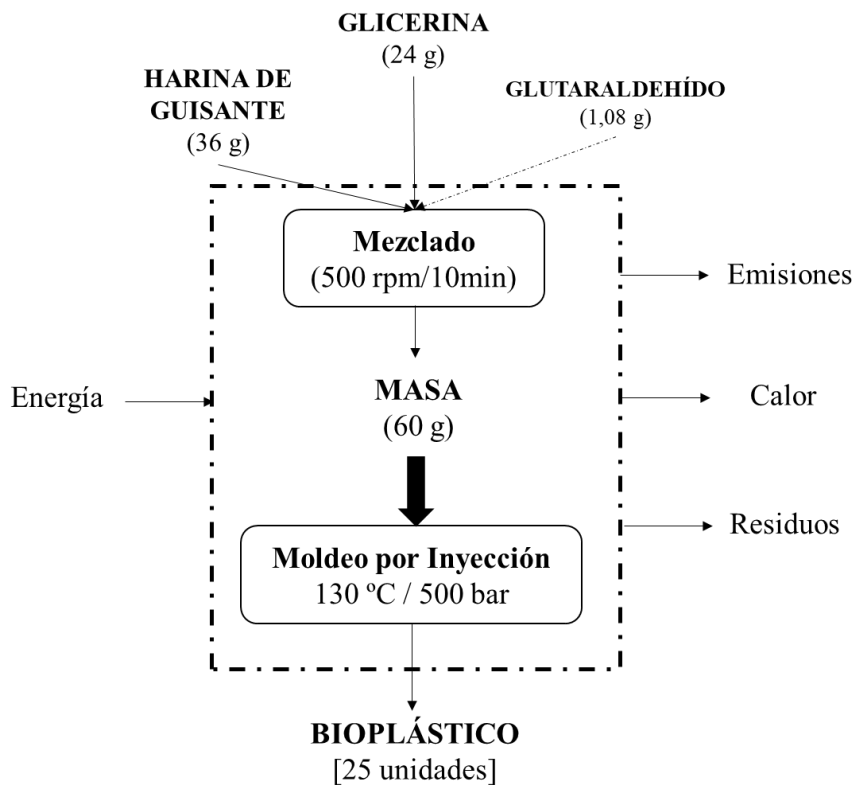 GLICERINA
(24 g)
HARINA DE
GUISANTE
(36 g)
GLUTARALDEHÍDO
(1,08 g)
Mezclado
(500 rpm/10min)
Emisiones
Energía
MASA
(60 g)
Calor
Residuos
Moldeo por Inyección
130 ºC / 500 bar
BIOPLÁSTICO
[25 unidades]